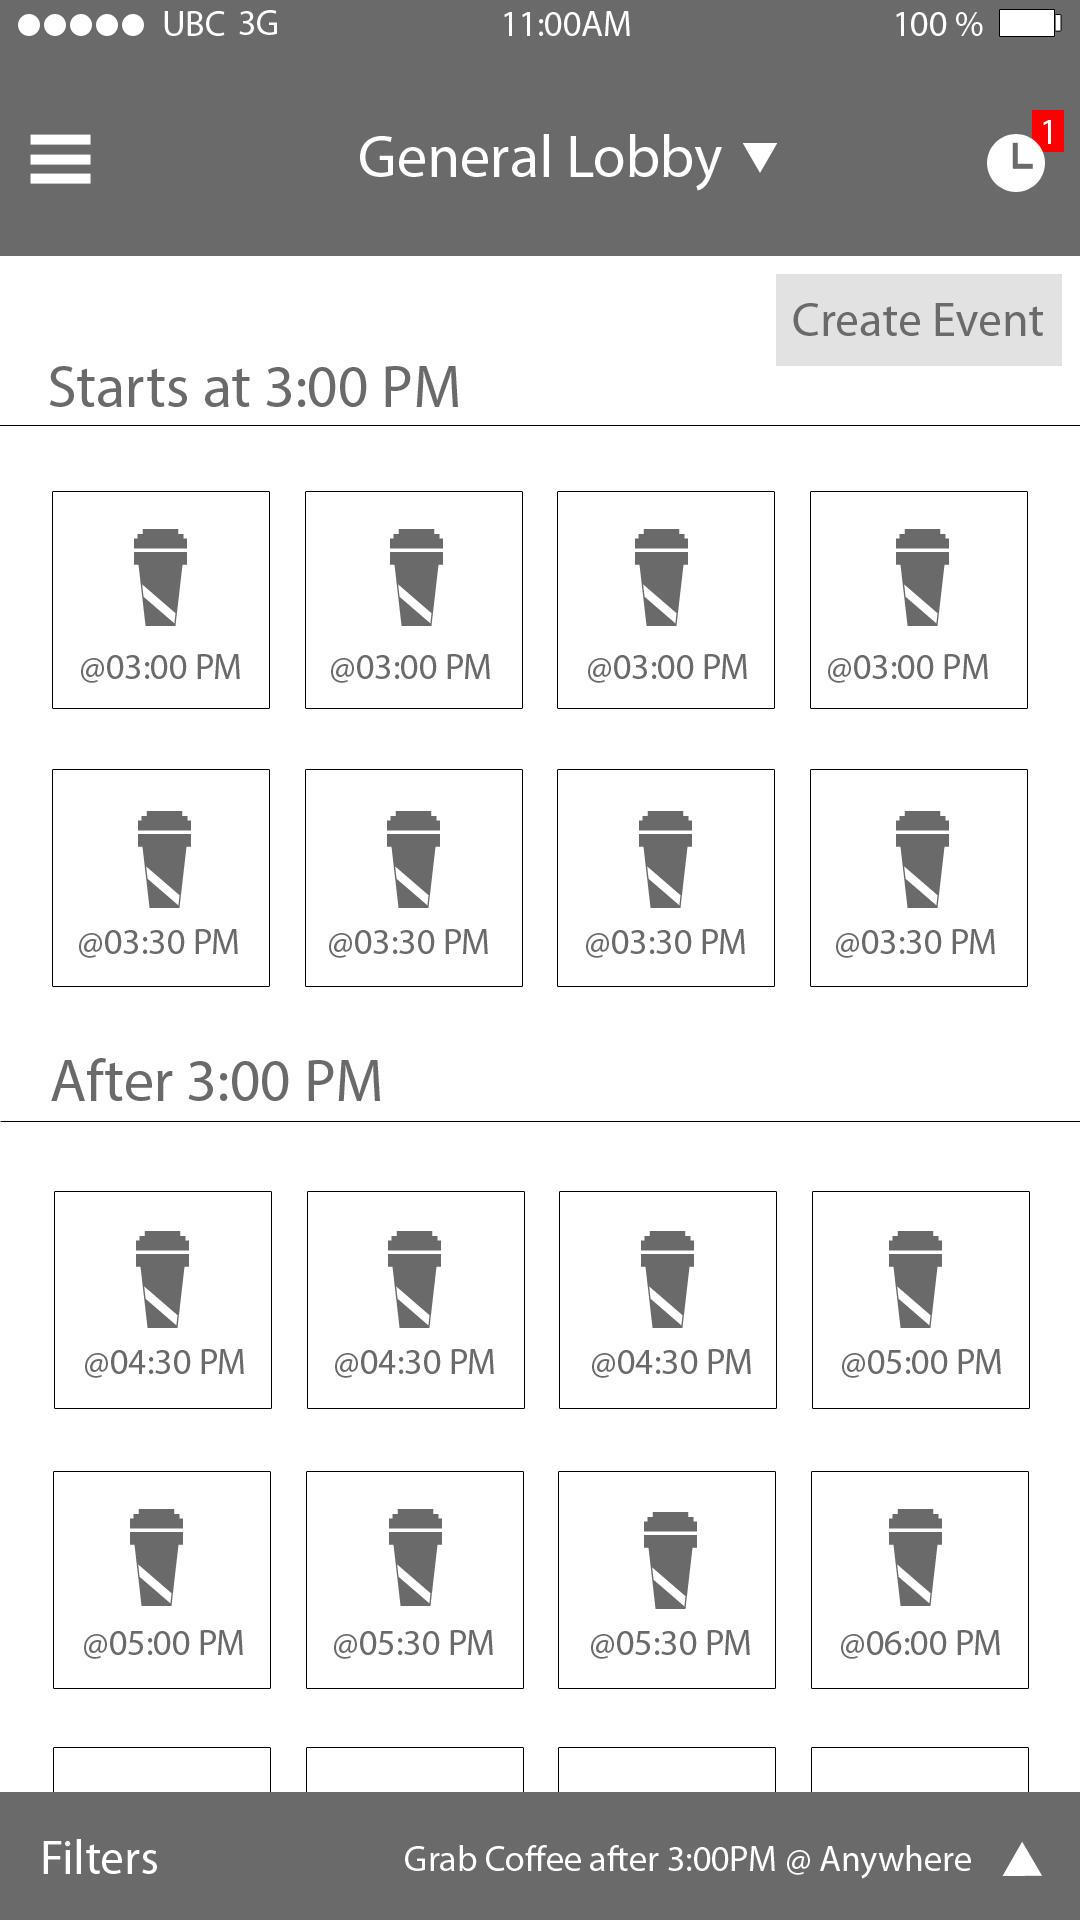 UBC 3G 11:00AM 100 %
General Lobby
1
Create Event
Starts at 3:00 PM
@03:00 PM @03:00 PM @03:00 PM @03:00 PM
@03:30 PM @03:30 PM @03:30 PM @03:30 PM
After 3:00 PM
@04:30 PM @04:30 PM @04:30 PM @05:00 PM
@05:00 PM @05:30 PM @05:30 PM @06:00 PM
Filters Grab Coffee after 3:00PM @ Anywhere